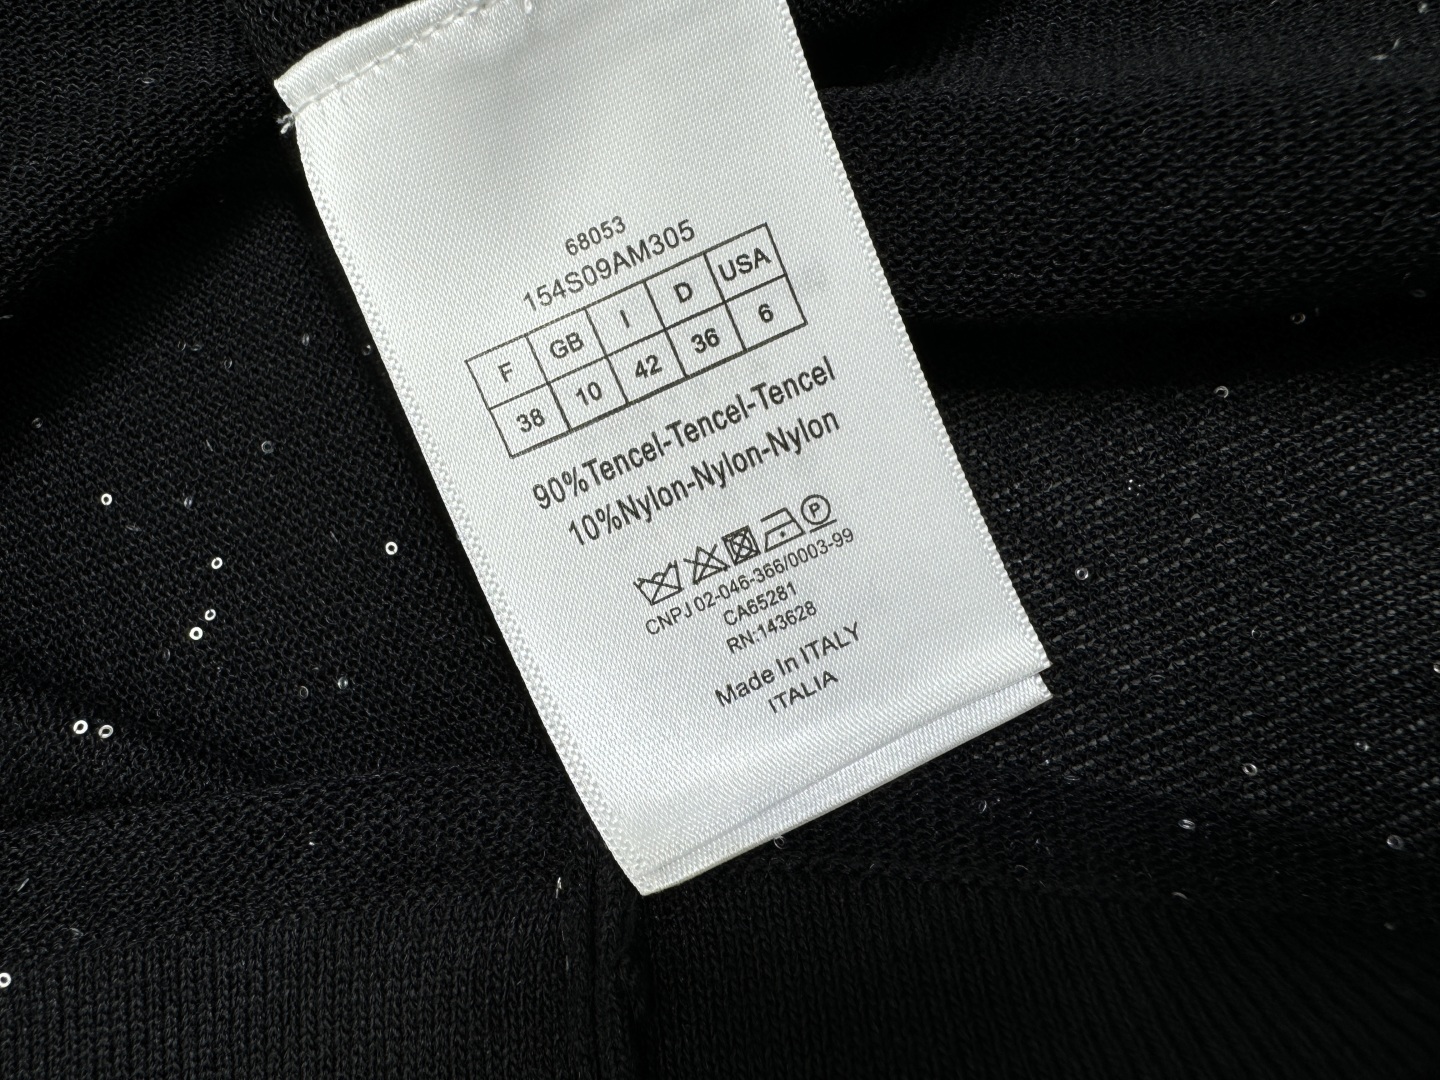 68053
154S09AM305
F GB I D USA
38 10 42 36 6
90%Tencel-Tencel-Tencel
10%Nylon-Nylon-Nylon
P
CNPJ 02-046-366/0003-99
CA65281
RN:143628
Made In ITALY
ITALIA